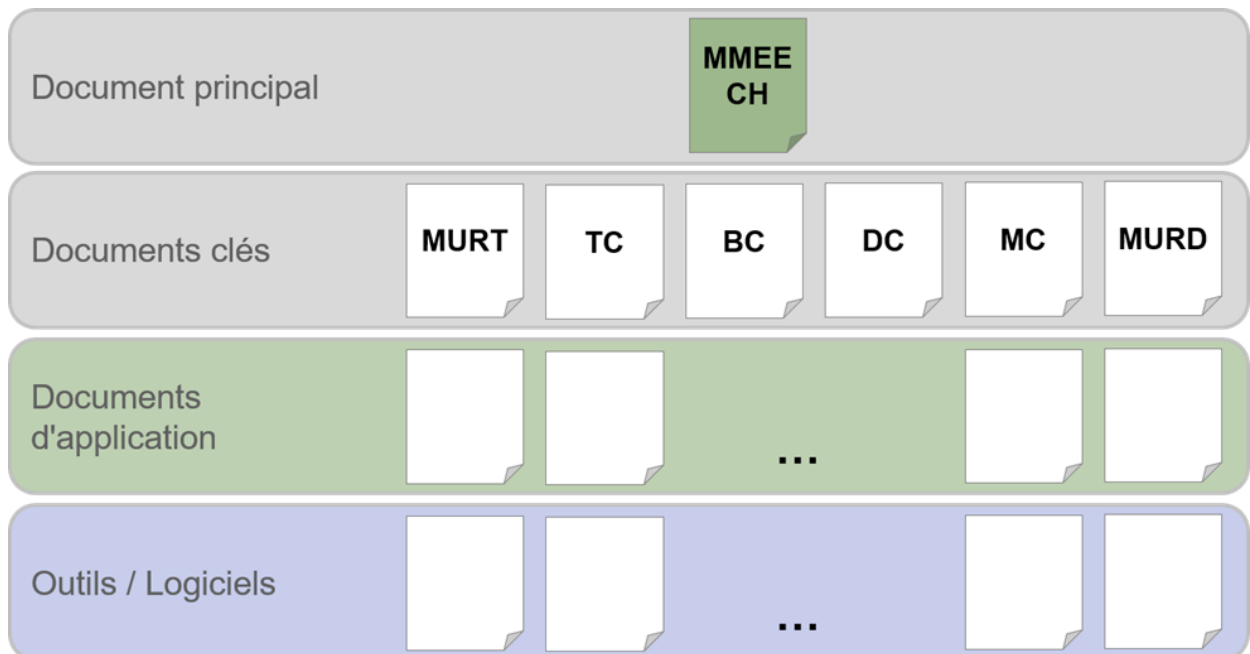 Document principal
MMEE
CH
Documents clés
MURT
TC
BC
DC
MC
MURD
Documents
d'application
...
Outils / Logiciels
...